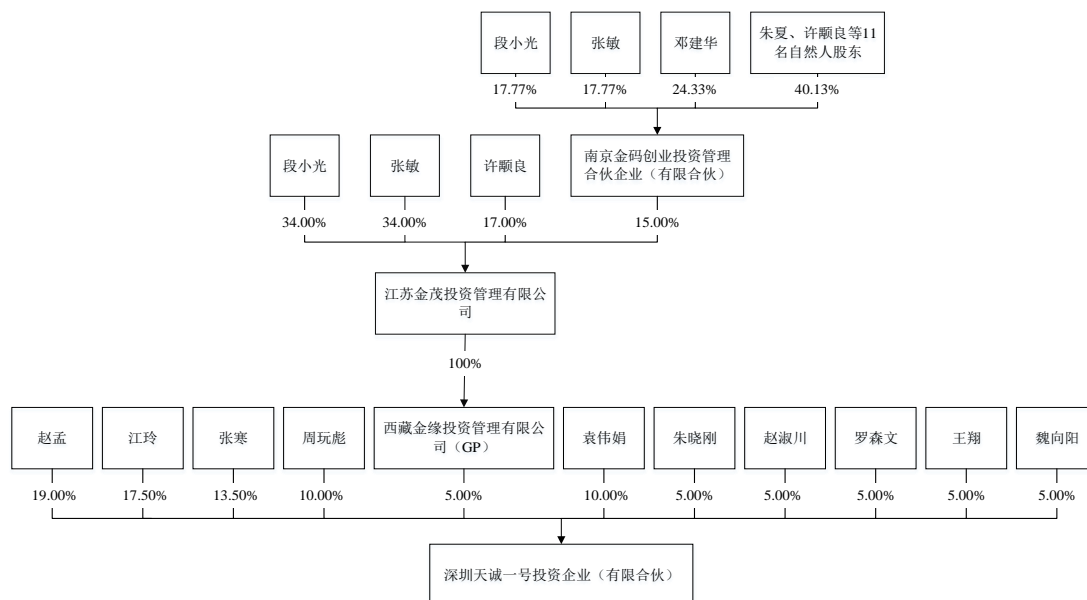 段小光
张敏
邓建华
朱夏、许颙良等11
名自然人股东
17.77%
17.77%
24.33%
40.13%
段小光
张敏
许颙良
南京金码创业投资管理
合伙企业（有限合伙）
34.00%
34.00%
17.00%
15.00%
江苏金茂投资管理有限公
司
100%
赵孟
江玲
张寒
周玩彪
西藏金缘投资管理有限公
司（GP）
袁伟娟
朱晓刚
赵淑川
罗森文
王翔
魏向阳
19.00%
17.50%
13.50%
10.00%
5.00%
10.00%
5.00%
5.00%
5.00%
5.00%
5.00%
深圳天诚一号投资企业（有限合伙）